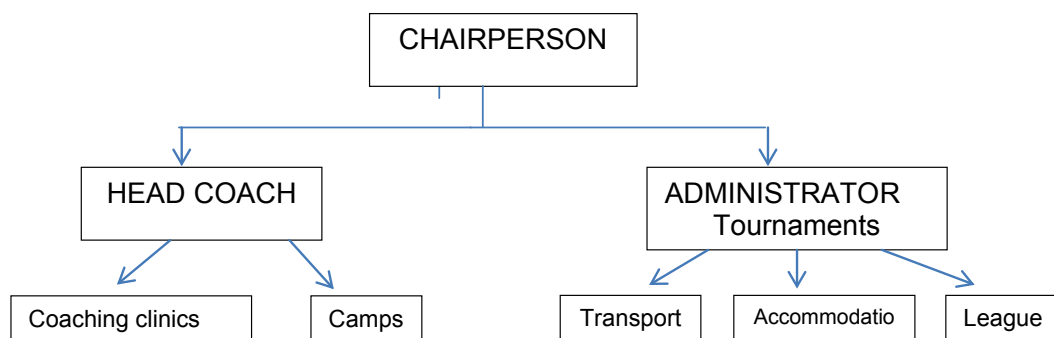 CHAIRPERSON
HEAD COACH
ADMINISTRATOR
Tournaments
Coaching clinics
Camps
Transport
Accommodatio
League